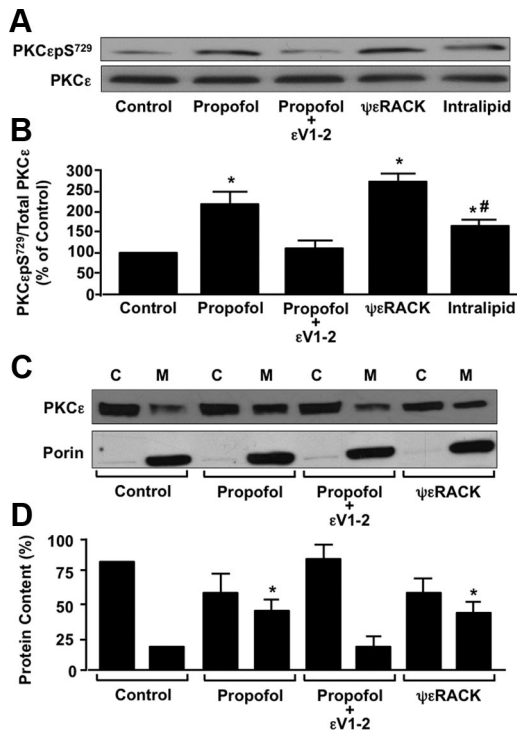 A
PKCεpS⁷²⁹
PKCε
Control Propofol Propofol + εV1-2 ψεRACK Intralipid
B
PKCεpS⁷²⁹/Total PKCε (% of Control)
300
250
200
150
100
50
0
* * *#
Control Propofol Propofol + εV1-2 ψεRACK Intralipid
C
C M C M C M C M
PKCε
Porin
Control Propofol Propofol + εV1-2 ψεRACK
D
Protein Content (%)
100
75
50
25
0
* *
Control Propofol Propofol + εV1-2 ψεRACK